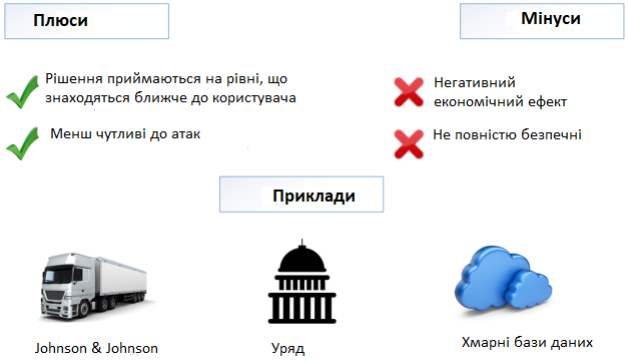 Плюси
Мінуси
Рішення приймаються на рівні, що
знаходяться ближче до користувача
Менш чутливі до атак
Негативний
економічний ефект
Не повністю безпечні
Приклади
Johnson & Johnson
Уряд
Хмарні бази даних